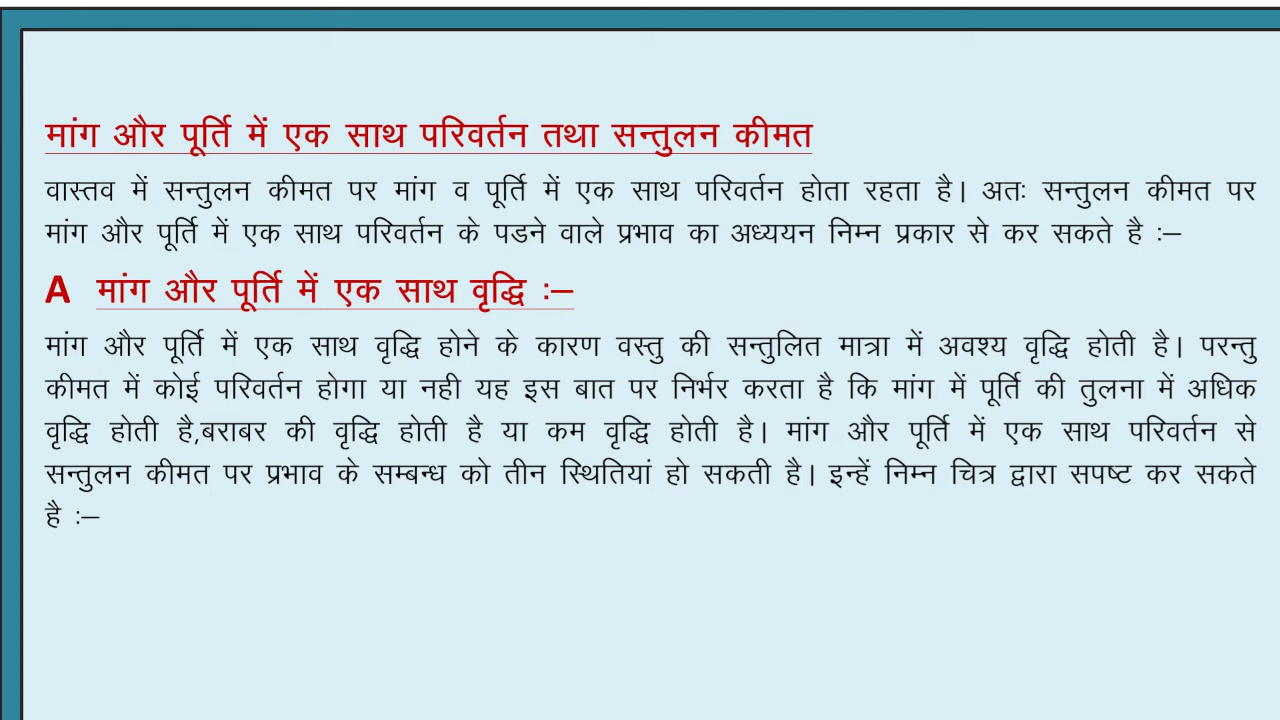 मांग और पूर्ति में एक साथ परिवर्तन तथा सन्तुलन कीमत
वास्तव में सन्तुलन कीमत पर मांग व पूर्ति में एक साथ परिवर्तन होता रहता है। अतः सन्तुलन कीमत पर
मांग और पूर्ति में एक साथ परिवर्तन के पडने वाले प्रभाव का अध्ययन निम्न प्रकार से कर सकते है :–
A मांग और पूर्ति में एक साथ वृद्धि :–
मांग और पूर्ति में एक साथ वृद्धि होने के कारण वस्तु की सन्तुलित मात्रा में अवश्य वृद्धि होती है। परन्तु
कीमत में कोई परिवर्तन होगा या नही यह इस बात पर निर्भर करता है कि मांग में पूर्ति की तुलना में अधिक
वृद्धि होती है,बराबर की वृद्धि होती है या कम वृद्धि होती है। मांग और पूर्ति में एक साथ परिवर्तन से
सन्तुलन कीमत पर प्रभाव के सम्बन्ध को तीन स्थितियां हो सकती है। इन्हें निम्न चित्र द्वारा सपष्ट कर सकते
है :–